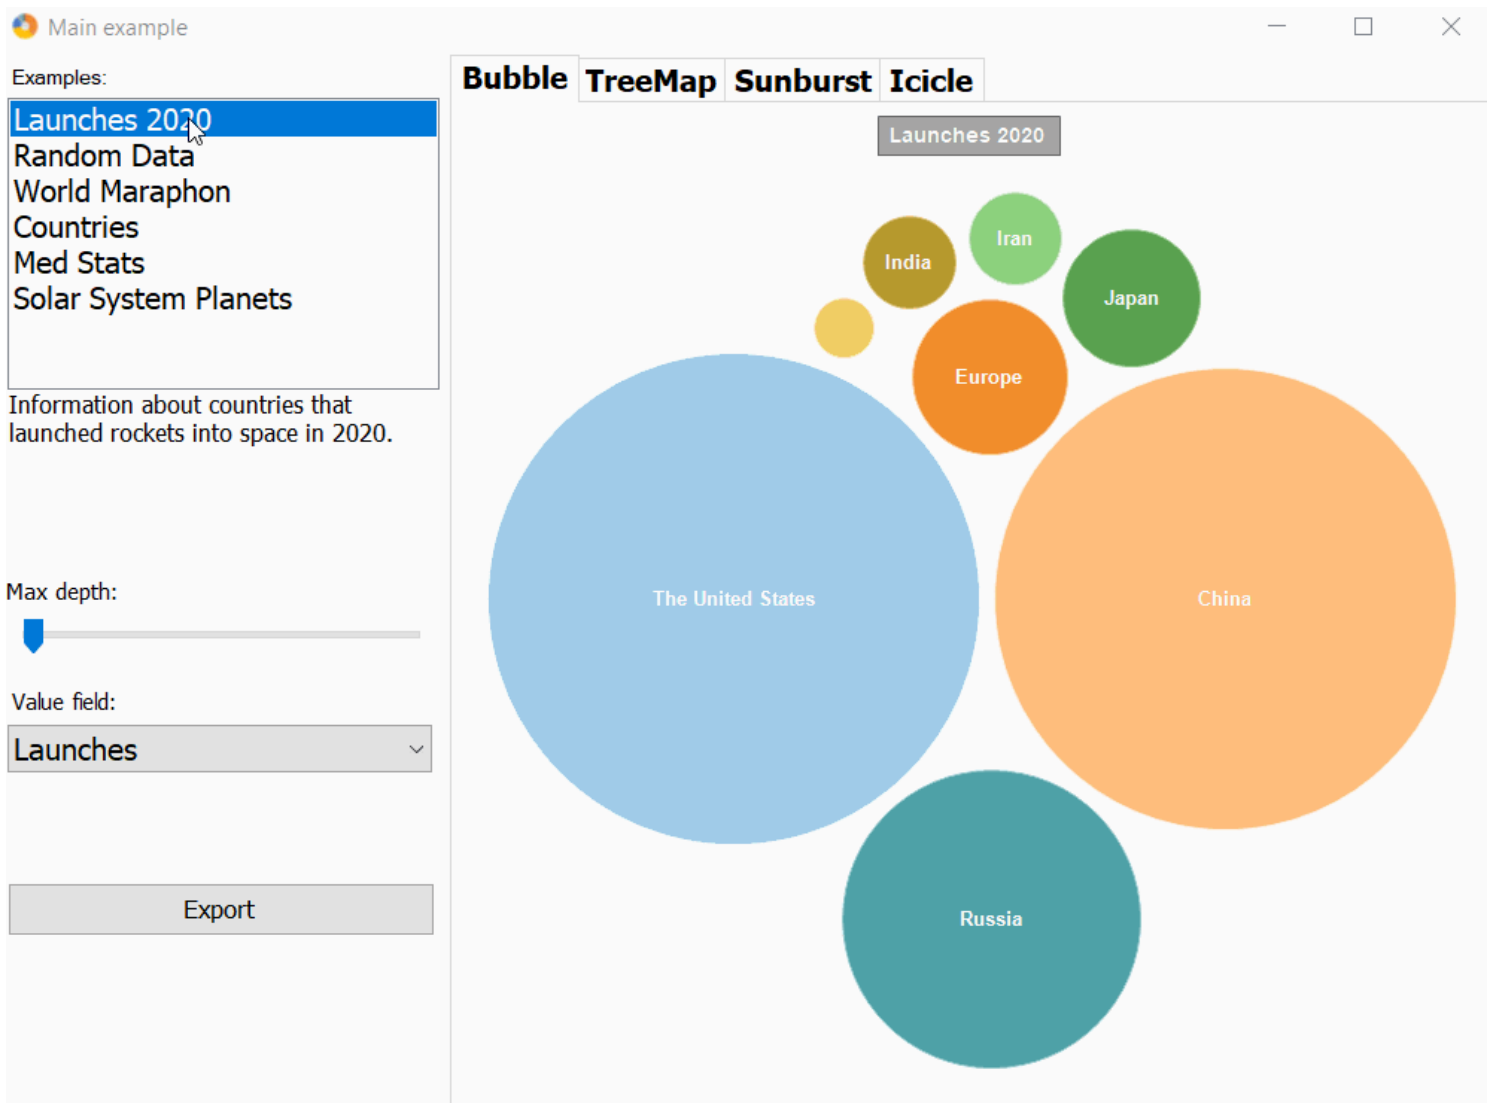 Main example
Examples:
Launches 2020
Random Data
World Maraphon
Countries
Med Stats
Solar System Planets
Information about countries that
launched rockets into space in 2020.
Max depth:
Value field:
Launches
Export
Bubble TreeMap Sunburst Icicle
Launches 2020
Iran
India
Japan
Europe
The United States
China
Russia